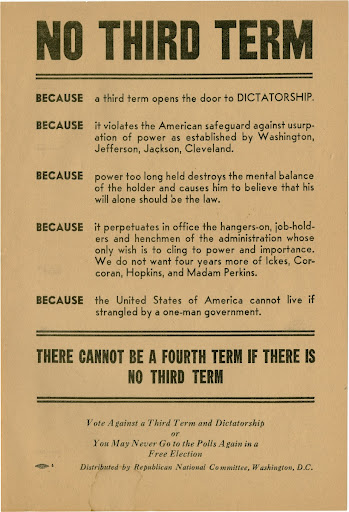 NO THIRD TERM
BECAUSE a third term opens the door to DICTATORSHIP.
BECAUSE it violates the American safeguard against usurp-
ation of power as established by Washington,
Jefferson, Jackson, Cleveland.
BECAUSE power too long held destroys the mental balance
of the holder and causes him to believe that his
will alone should be the law.
BECAUSE it perpetuates in office the hangers-on, job-hold-
ers and henchmen of the administration whose
only wish is to cling to power and importance.
We do not want four years more of Ickes, Cor-
coran, Hopkins, and Madam Perkins.
BECAUSE the United States of America cannot live if
strangled by a one-man government.
THERE CANNOT BE A FOURTH TERM IF THERE IS
NO THIRD TERM
Vote Against a Third Term and Dictatorship
or
You May Never Go to the Polls Again in a
Free Election
Distributed by Republican National Committee, Washington, D.C.